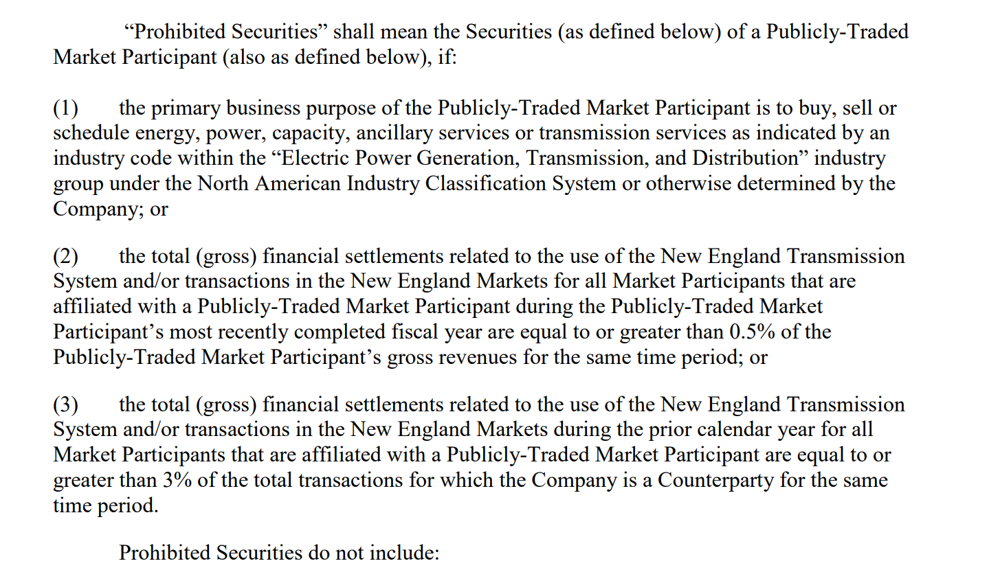 “Prohibited Securities” shall mean the Securities (as defined below) of a Publicly-Traded
Market Participant (also as defined below), if:
(1) the primary business purpose of the Publicly-Traded Market Participant is to buy, sell or
schedule energy, power, capacity, ancillary services or transmission services as indicated by an
industry code within the “Electric Power Generation, Transmission, and Distribution” industry
group under the North American Industry Classification System or otherwise determined by the
Company; or
(2) the total (gross) financial settlements related to the use of the New England Transmission
System and/or transactions in the New England Markets for all Market Participants that are
affiliated with a Publicly-Traded Market Participant during the Publicly-Traded Market
Participant’s most recently completed fiscal year are equal to or greater than 0.5% of the
Publicly-Traded Market Participant’s gross revenues for the same time period; or
(3) the total (gross) financial settlements related to the use of the New England Transmission
System and/or transactions in the New England Markets during the prior calendar year for all
Market Participants that are affiliated with a Publicly-Traded Market Participant are equal to or
greater than 3% of the total transactions for which the Company is a Counterparty for the same
time period.
Prohibited Securities do not include: